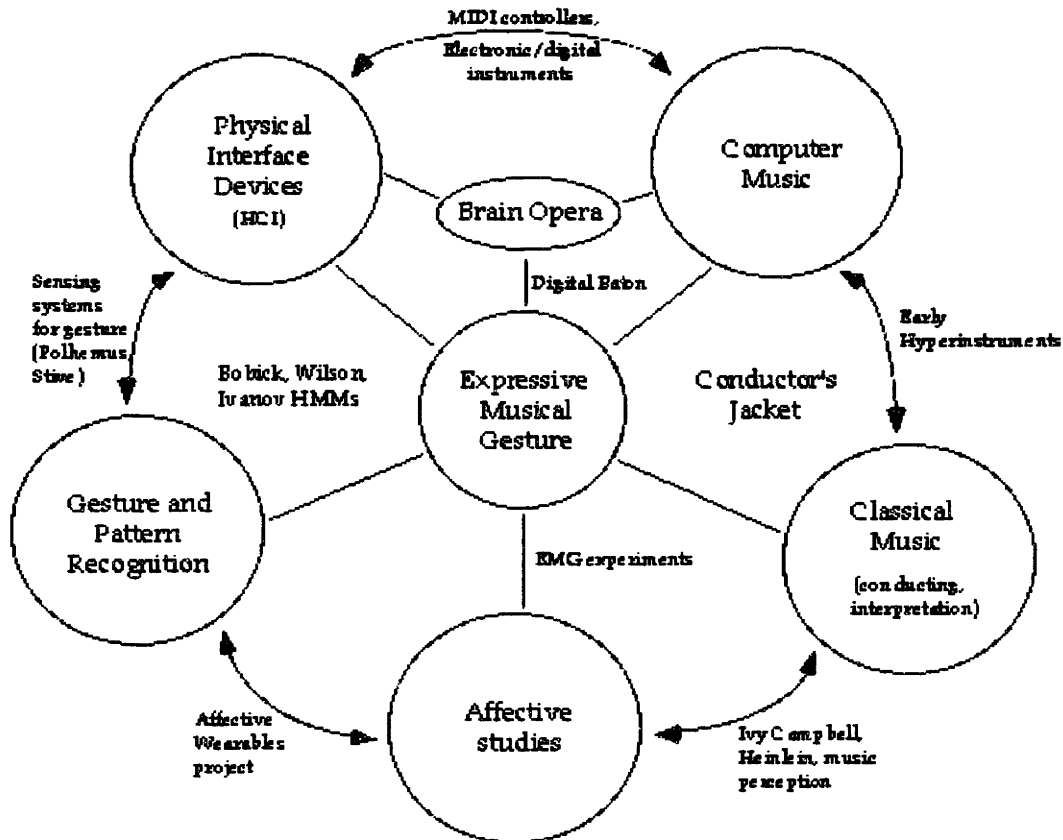 MIDI controllers,
Electronic/digital
instruments
Physical
Interface
Devices
(HCI)
Computer
Music
Brain Opera
Digital Baton
Sensing
systems
for gesture
(Polhemus,
Stive)
Early
Hyperinstruments
Bobick, Wilson,
Ivanov HMMs
Expressive
Musical
Gesture
Conductor's
Jacket
Gesture and
Pattern
Recognition
Classical
Music
(conducting,
interpretation)
EMG experiments
Affective
studies
Affective
Wearables
project
Ivy Campbell,
Heinlein, music
perception